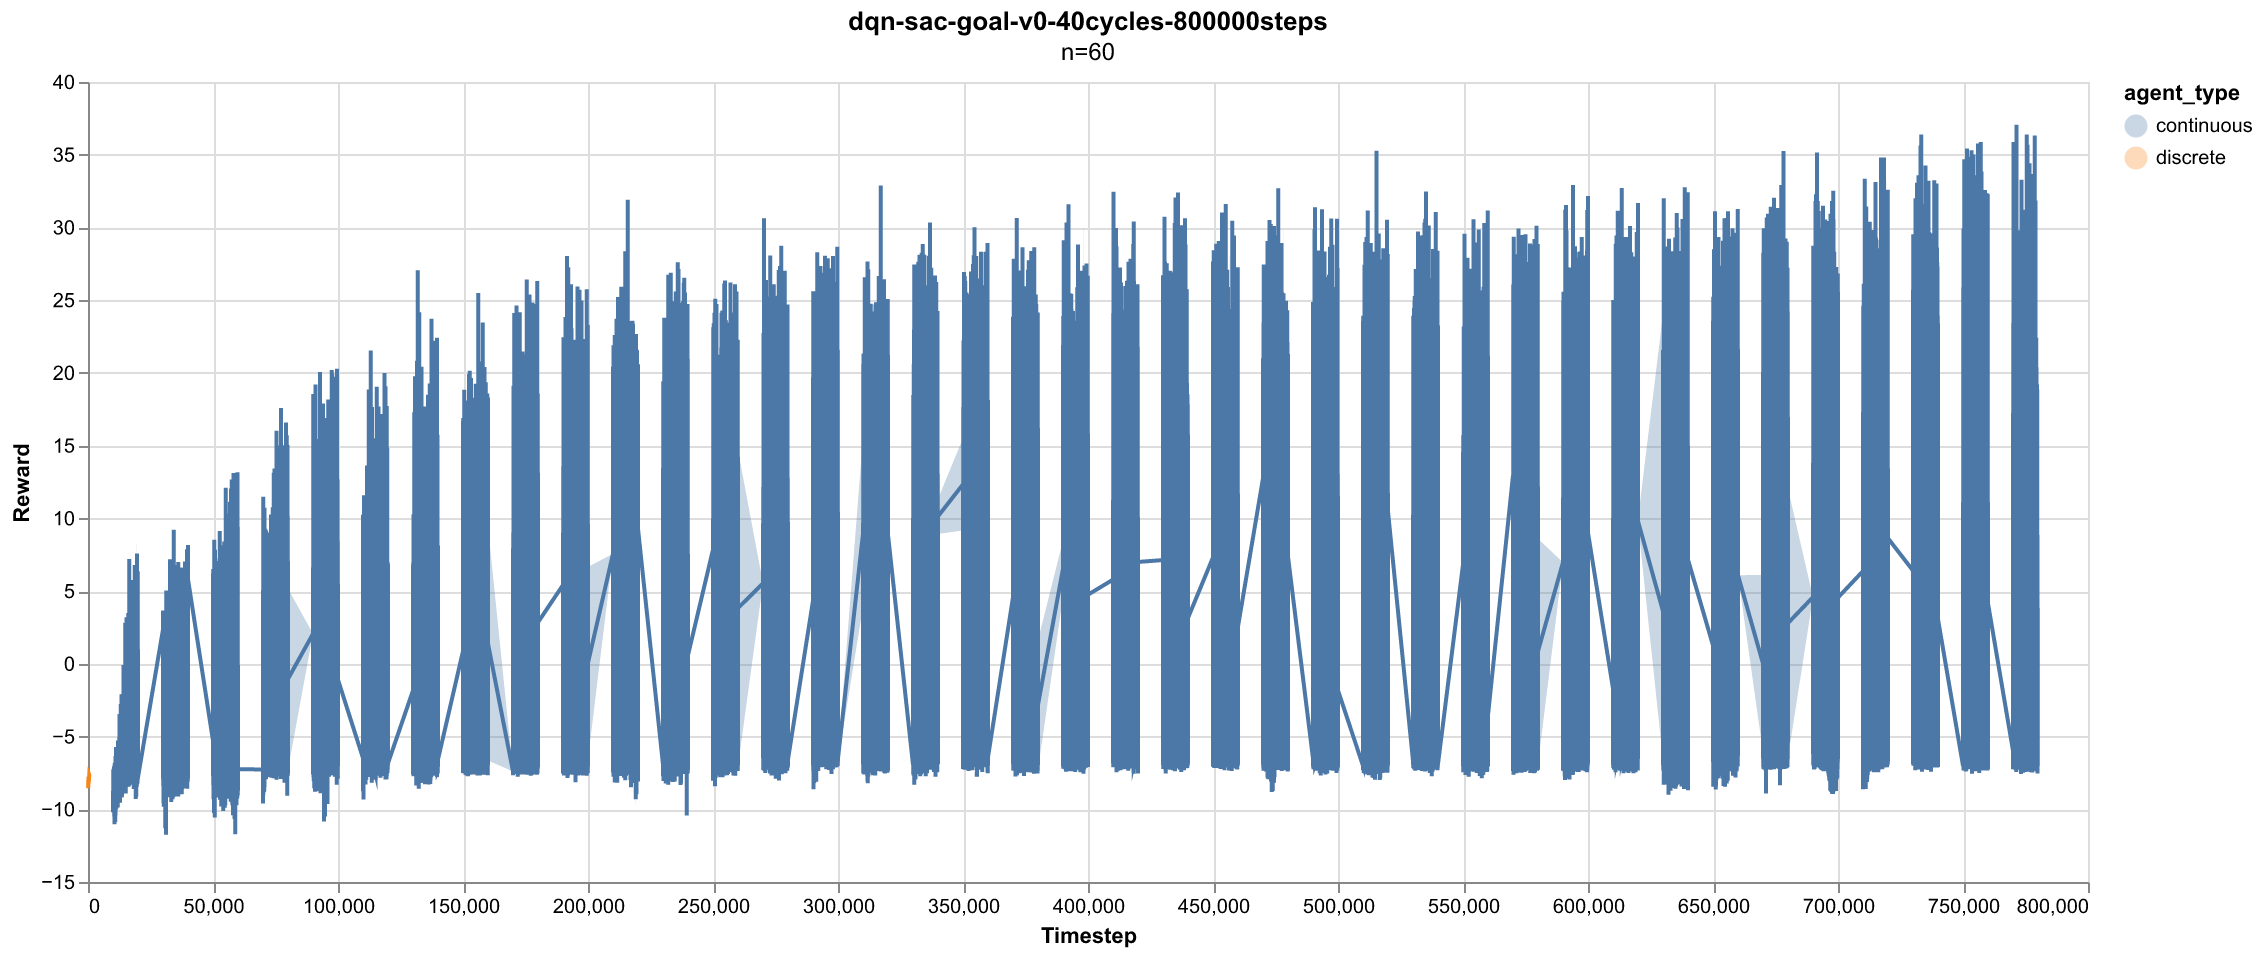 dqn-sac-goal-v0-40cycles-800000steps
n=60
agent_type
continuous
discrete
Reward
40
35
30
25
20
15
10
5
0
−5
−10
−15
0 50,000 100,000 150,000 200,000 250,000 300,000 350,000 400,000 450,000 500,000 550,000 600,000 650,000 700,000 750,000 800,000
Timestep